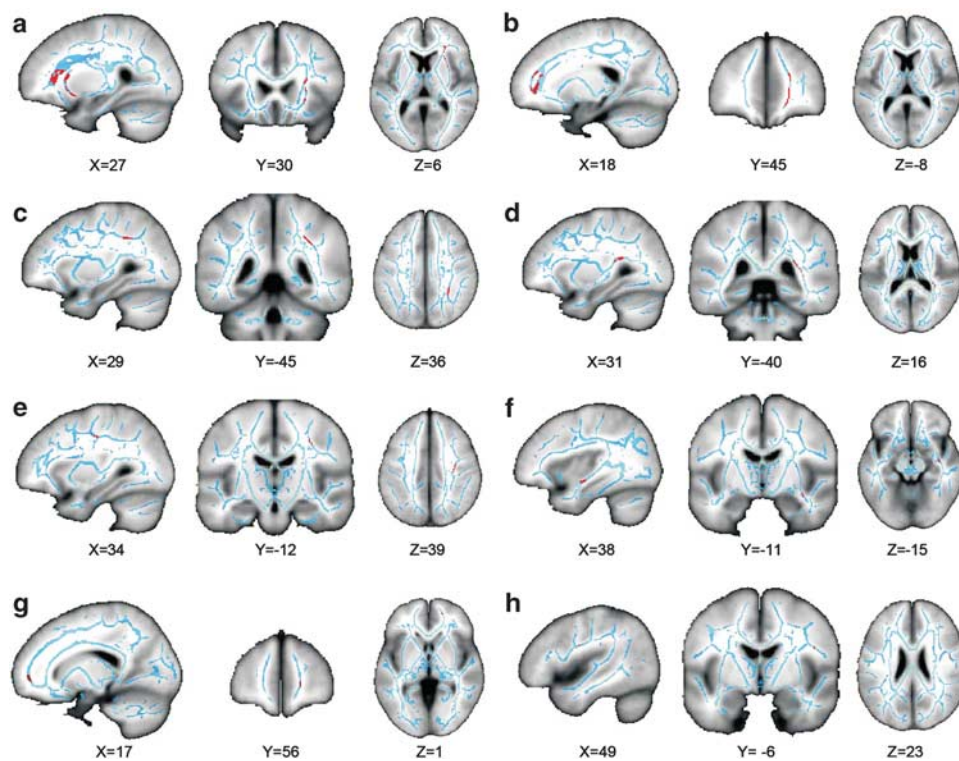 a b
X=27 Y=30 Z=6 X=18 Y=45 Z=-8
c d
X=29 Y=-45 Z=36 X=31 Y=-40 Z=16
e f
X=34 Y=-12 Z=39 X=38 Y=-11 Z=-15
g h
X=17 Y=56 Z=1 X=49 Y= -6 Z=23